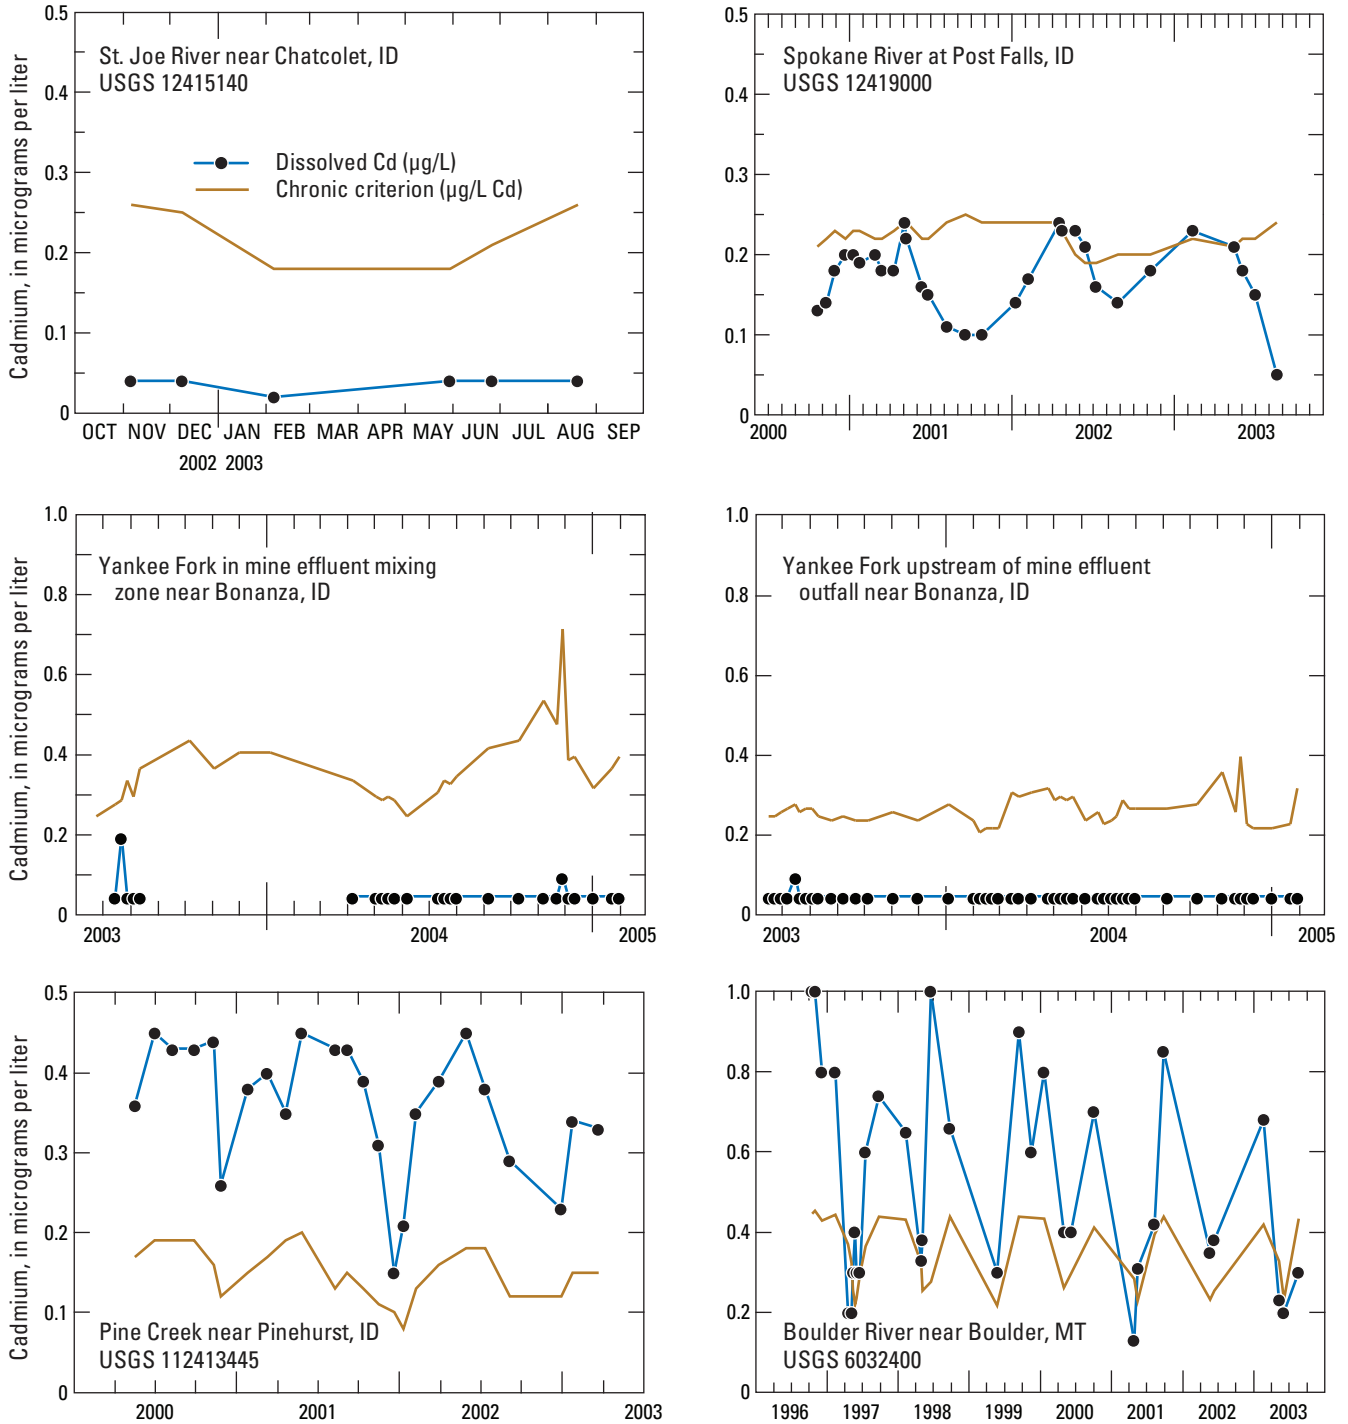 Cadmium, in micrograms per liter
0.5
0.4
0.3
0.2
0.1
0
St. Joe River near Chatcolet, ID
USGS 12415140
Dissolved Cd (µg/L)
Chronic criterion (µg/L Cd)
OCT NOV DEC JAN FEB MAR APR MAY JUN JUL AUG SEP
2002 2003
0.5
0.4
0.3
0.2
0.1
0
Spokane River at Post Falls, ID
USGS 12419000
2000 2001 2002 2003
Cadmium, in micrograms per liter
1.0
0.8
0.6
0.4
0.2
0
Yankee Fork in mine effluent mixing
zone near Bonanza, ID
2003 2004 2005
1.0
0.8
0.6
0.4
0.2
0
Yankee Fork upstream of mine effluent
outfall near Bonanza, ID
2003 2004 2005
Cadmium, in micrograms per liter
0.5
0.4
0.3
0.2
0.1
0
Pine Creek near Pinehurst, ID
USGS 112413445
2000 2001 2002 2003
1.0
0.8
0.6
0.4
0.2
0
Boulder River near Boulder, MT
USGS 6032400
1996 1997 1998 1999 2000 2001 2002 2003